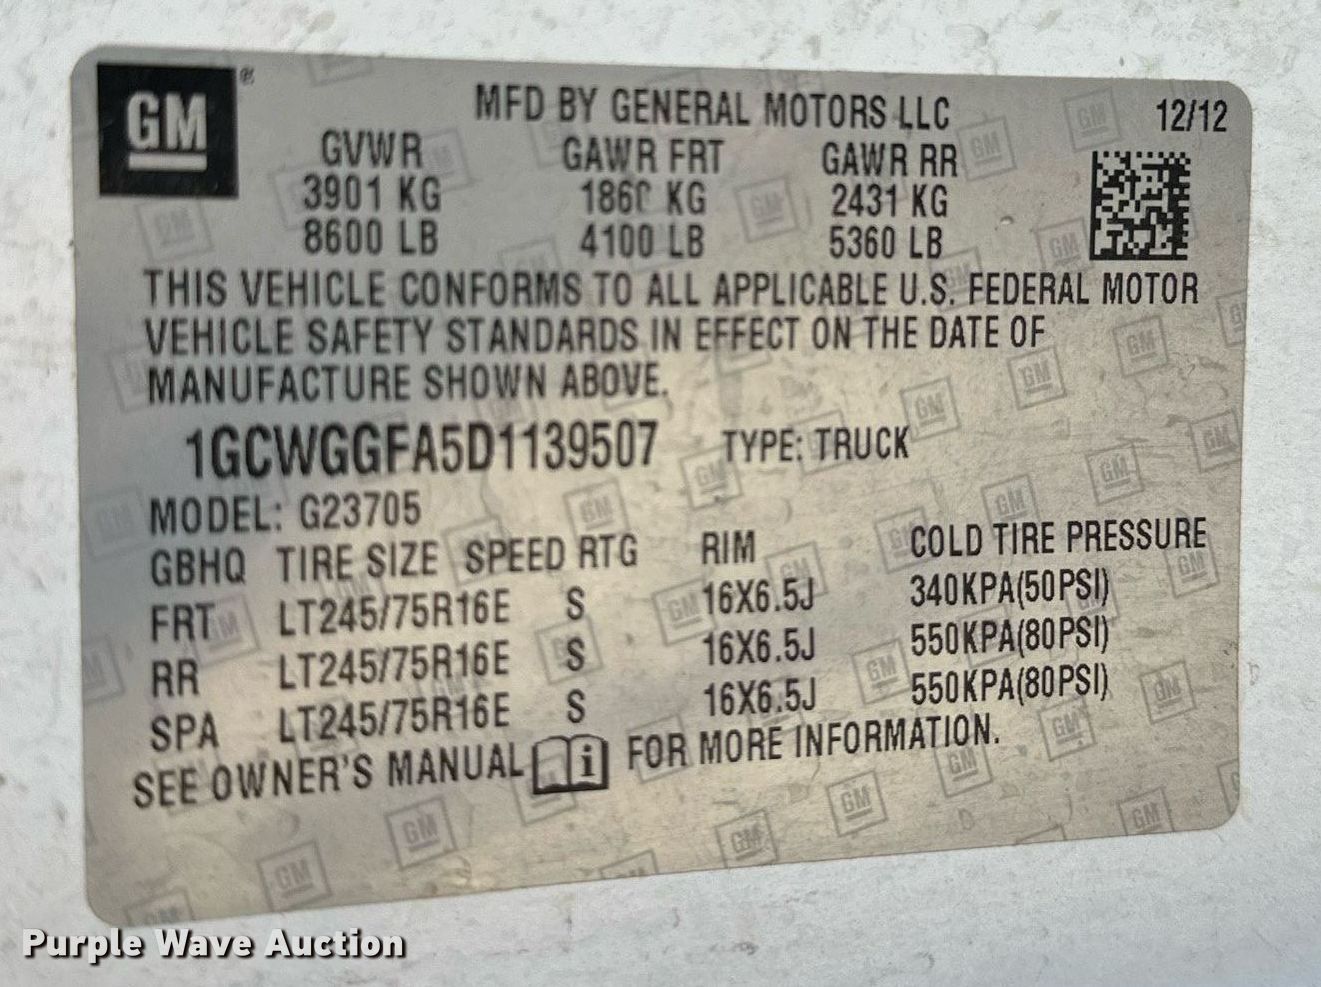 GM®
MFD BY GENERAL MOTORS LLC 12/12
GVWR GAWR FRT GAWR RR
3901 KG 1860 KG 2431 KG
8600 LB 4100 LB 5360 LB
THIS VEHICLE CONFORMS TO ALL APPLICABLE U.S. FEDERAL MOTOR
VEHICLE SAFETY STANDARDS IN EFFECT ON THE DATE OF
MANUFACTURE SHOWN ABOVE.
1GCWGGFA5D1139507 TYPE: TRUCK
MODEL: G23705
GBHQ TIRE SIZE SPEED RTG RIM COLD TIRE PRESSURE
FRT LT245/75R16E S 16X6.5J 340KPA(50PSI)
RR LT245/75R16E S 16X6.5J 550KPA(80PSI)
SPA LT245/75R16E S 16X6.5J 550KPA(80PSI)
SEE OWNER'S MANUAL i FOR MORE INFORMATION.
Purple Wave Auction